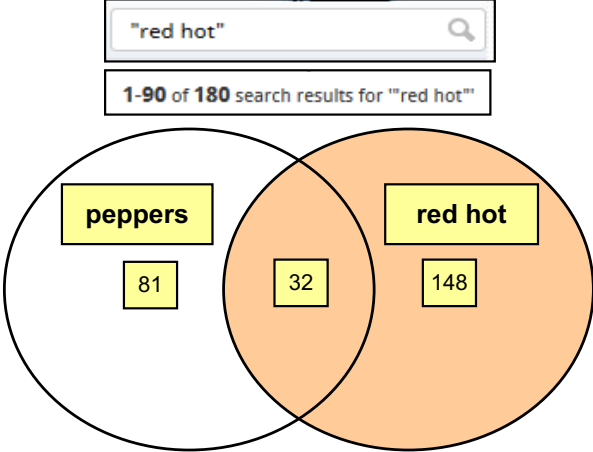 "red hot"
1-90 of 180 search results for '"red hot"'
peppers
red hot
81
32
148